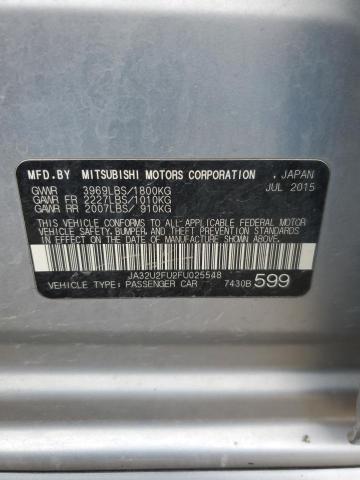 MFD.BY MITSUBISHI MOTORS CORPORATION , JAPAN
GVWR 3969LBS/1800KG JUL 2015
GAWR FR 2227LBS/1010KG
GAWR RR 2007LBS/ 910KG
THIS VEHICLE CONFORMS TO ALL APPLICABLE FEDERAL MOTOR
VEHICLE SAFETY, BUMPER, AND THEFT PREVENTION STANDARDS
IN EFFECT ON THE DATE OF MANUFACTURE SHOWN ABOVE.
JA32U2FU2FU025548
VEHICLE TYPE: PASSENGER CAR 7430B 599